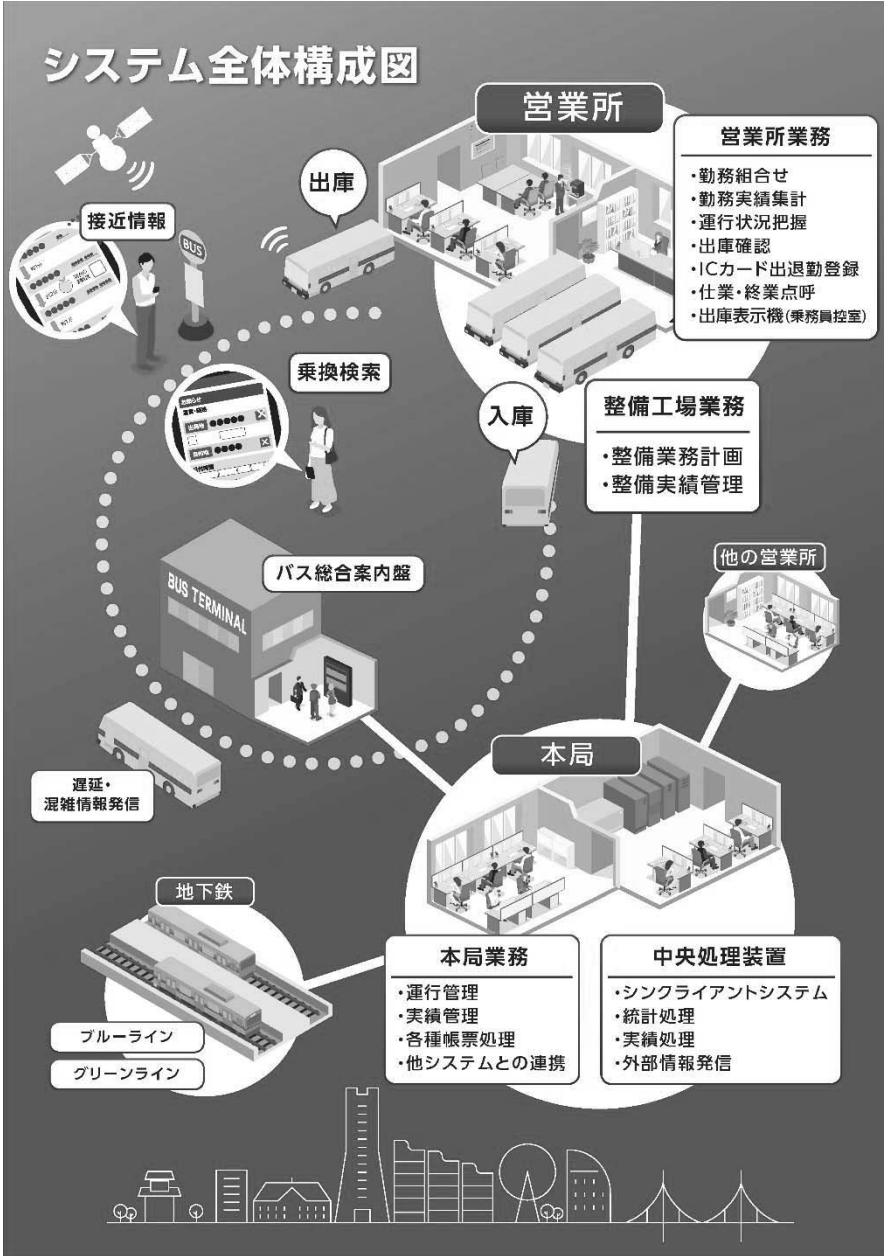 システム全体構成図
営業所
営業所業務
・勤務組合せ
・勤務実績集計
・運行状況把握
・出庫確認
・ICカード出退勤登録
・仕業・終業点呼
・出庫表示機(乗務員控室)
出庫
接近情報
BUS
乗換検索
お知らせ
出発地
目的地
入庫
整備工場業務
・整備業務計画
・整備実績管理
他の営業所
バス総合案内盤
BUS TERMINAL
遅延・
混雑情報発信
本局
地下鉄
ブルーライン
グリーンライン
本局業務
・運行管理
・実績管理
・各種帳票処理
・他システムとの連携
中央処理装置
・シンクライアントシステム
・統計処理
・実績処理
・外部情報発信